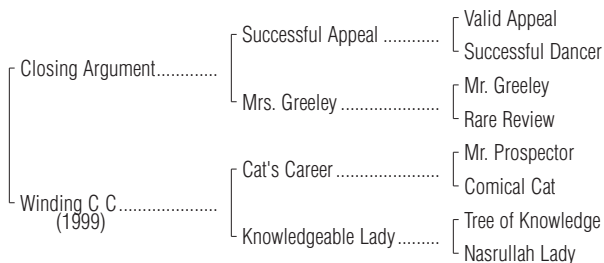 Valid Appeal
Successful Appeal ............
Successful Dancer
Closing Argument.............
Mr. Greeley
Mrs. Greeley .....................
Rare Review
Mr. Prospector
Cat's Career ......................
Comical Cat
Winding C C.....................
(1999)
Tree of Knowledge
Knowledgeable Lady.........
Nasrullah Lady